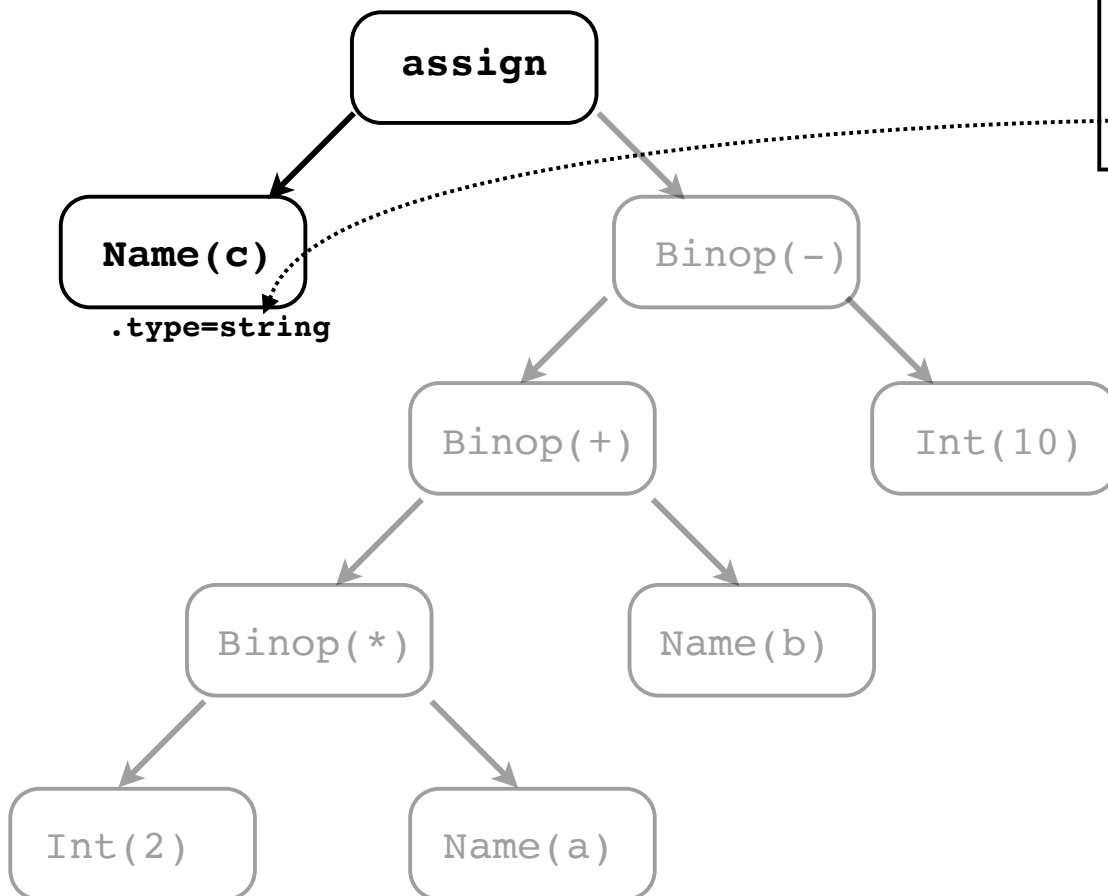 assign
Name(c)
Binop(-)
.type=string
Binop(+)
Int(10)
Binop(*)
Name(b)
Int(2)
Name(a)